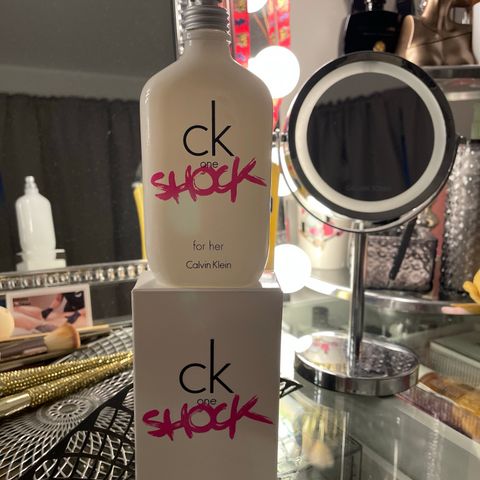 ck
one
SHOCK
for her
Calvin Klein
ck
one
SHOCK